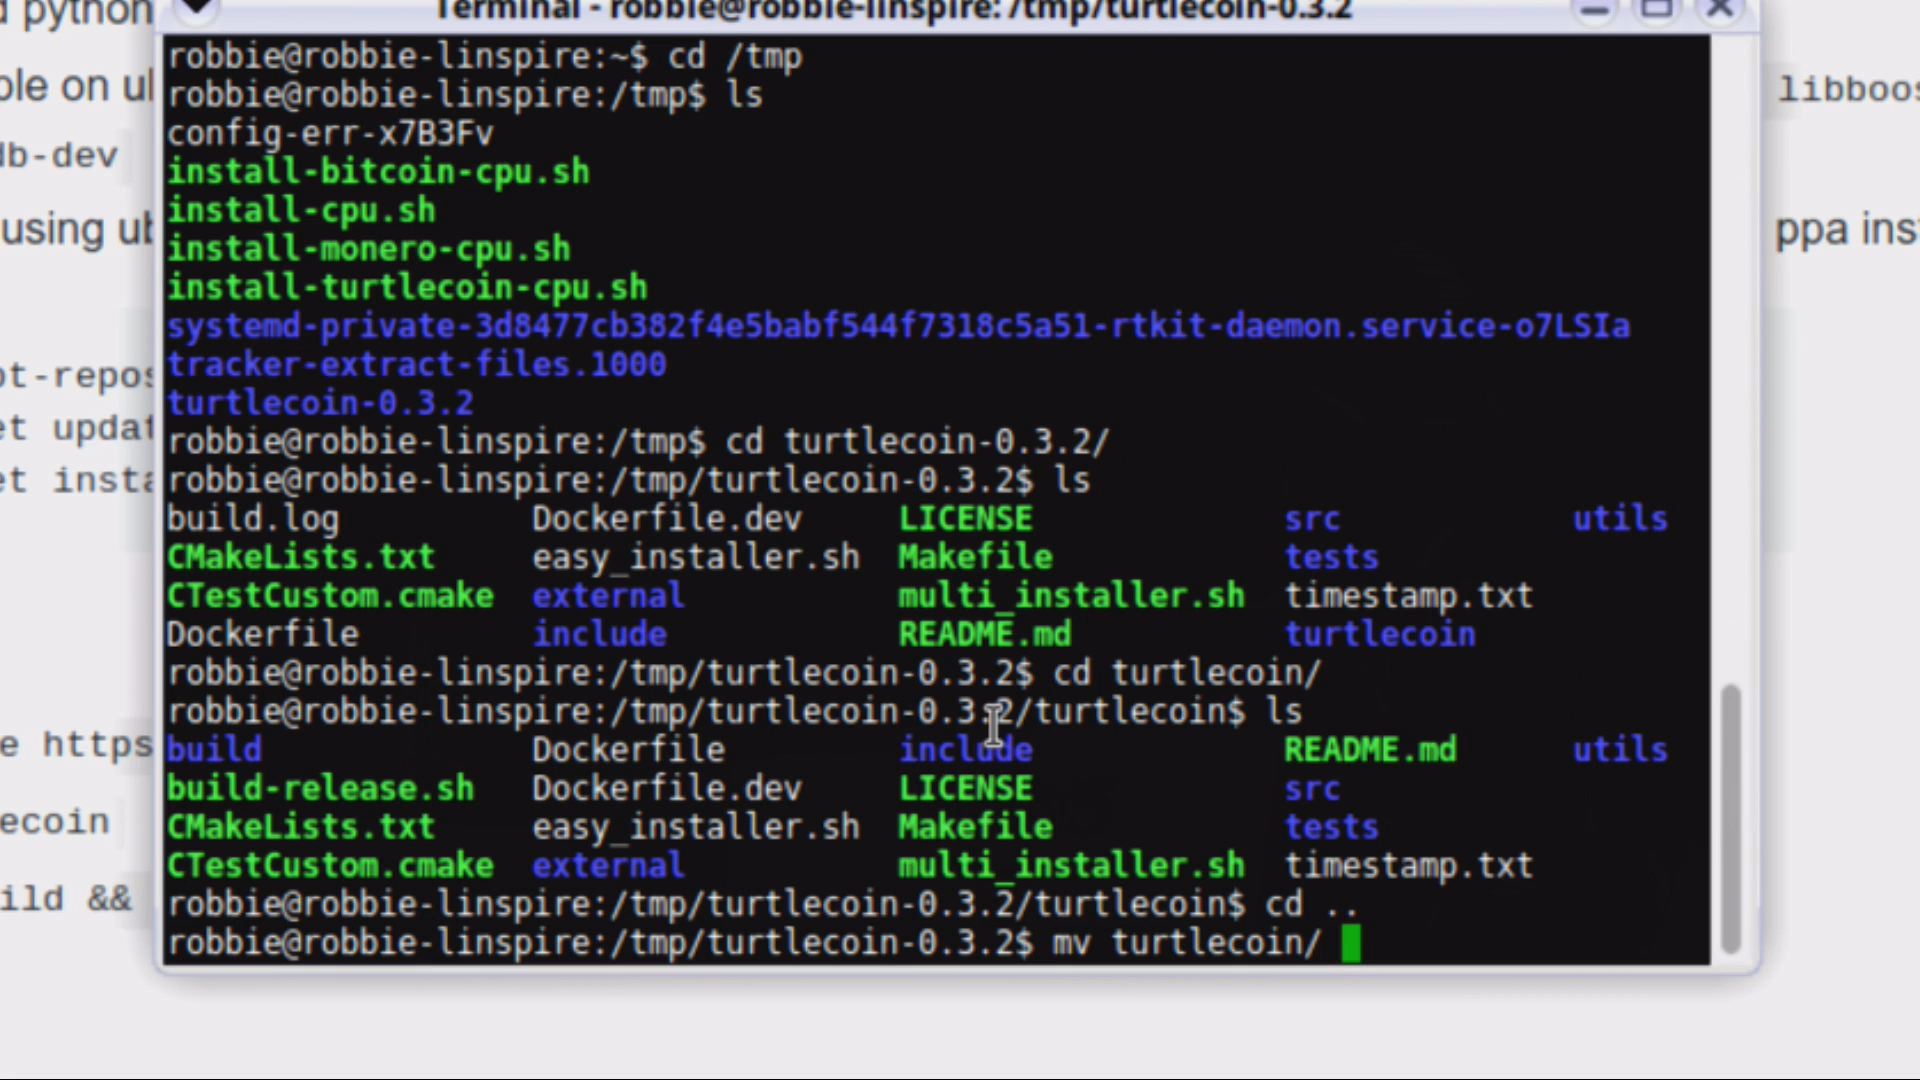 Terminal - robbie@robbie-linspire: /tmp/turtlecoin-0.3.2
robbie@robbie-linspire:~$ cd /tmp
robbie@robbie-linspire:/tmp$ ls
config-err-x7B3Fv
install-bitcoin-cpu.sh
install-cpu.sh
install-monero-cpu.sh
install-turtlecoin-cpu.sh
systemd-private-3d8477cb382f4e5babf544f7318c5a51-rtkit-daemon.service-o7LSIa
tracker-extract-files.1000
turtlecoin-0.3.2
robbie@robbie-linspire:/tmp$ cd turtlecoin-0.3.2/
robbie@robbie-linspire:/tmp/turtlecoin-0.3.2$ ls
build.log Dockerfile.dev LICENSE src utils
CMakeLists.txt easy_installer.sh Makefile tests
CTestCustom.cmake external multi_installer.sh timestamp.txt
Dockerfile include README.md turtlecoin
robbie@robbie-linspire:/tmp/turtlecoin-0.3.2$ cd turtlecoin/
robbie@robbie-linspire:/tmp/turtlecoin-0.3.2/turtlecoin$ ls
build Dockerfile include README.md utils
build-release.sh Dockerfile.dev LICENSE src
CMakeLists.txt easy_installer.sh Makefile tests
CTestCustom.cmake external multi_installer.sh timestamp.txt
robbie@robbie-linspire:/tmp/turtlecoin-0.3.2/turtlecoin$ cd ..
robbie@robbie-linspire:/tmp/turtlecoin-0.3.2$ mv turtlecoin/
d python
ble on ul
db-dev
using ub
pt-repos
et updat
et insta
e https
ecoin
ild &&
libboos
ppa ins